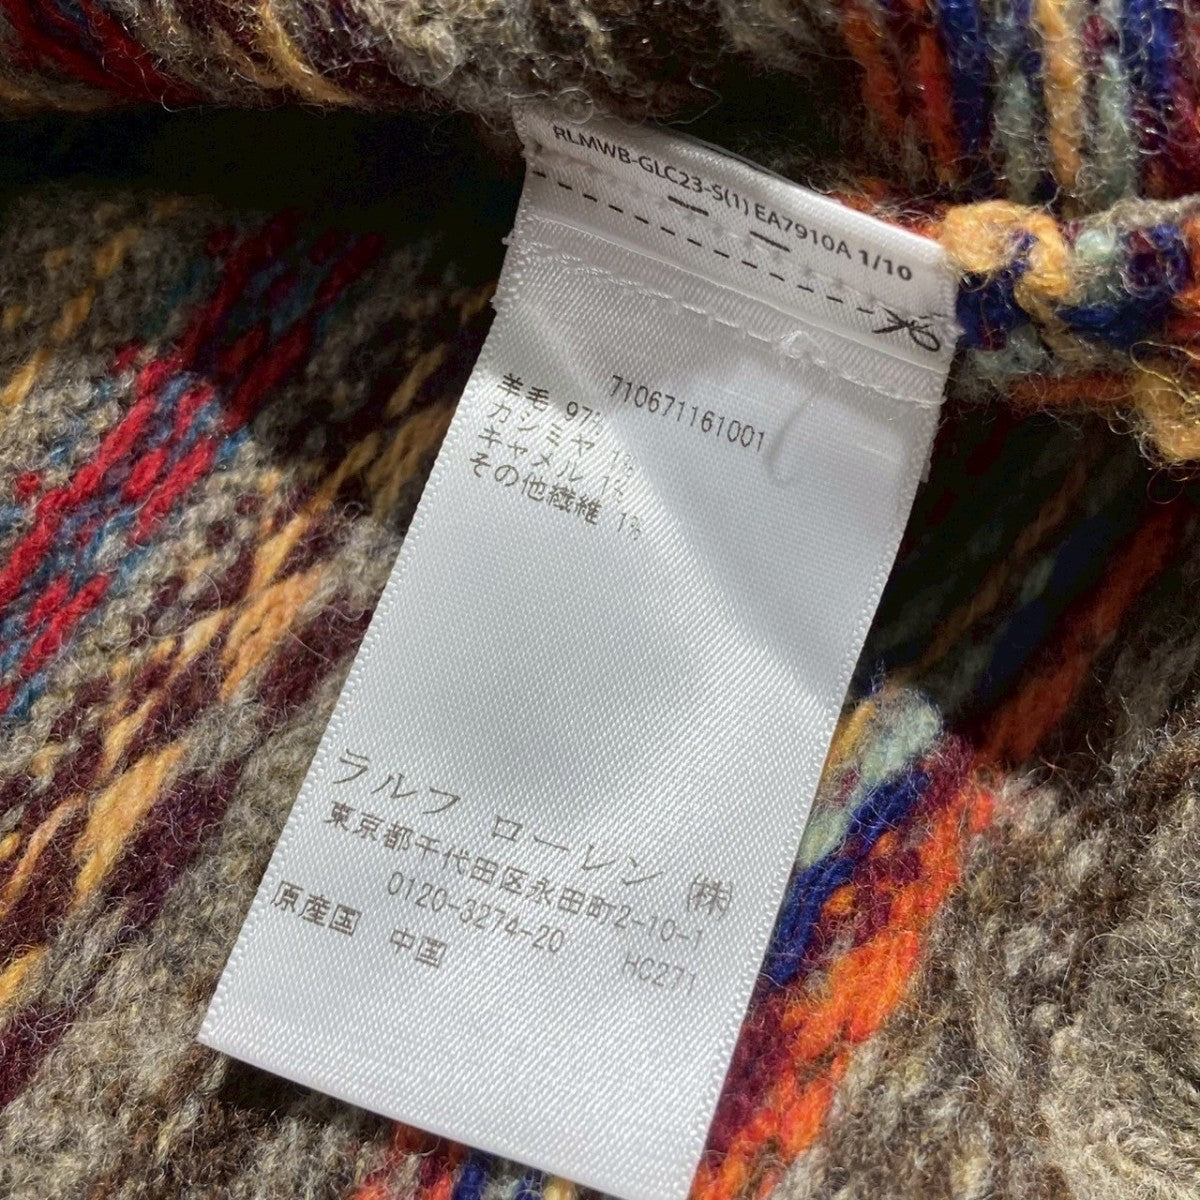 RLMWB-GLC23-S(1) EA7910A 1/10
710671161001
羊毛 97%
カシミヤ 1%
キャメル 1%
その他繊維 1%
ラルフ ローレン ㈱
東京都千代田区永田町2-10-1
0120-3274-20 HC271
原産国 中国